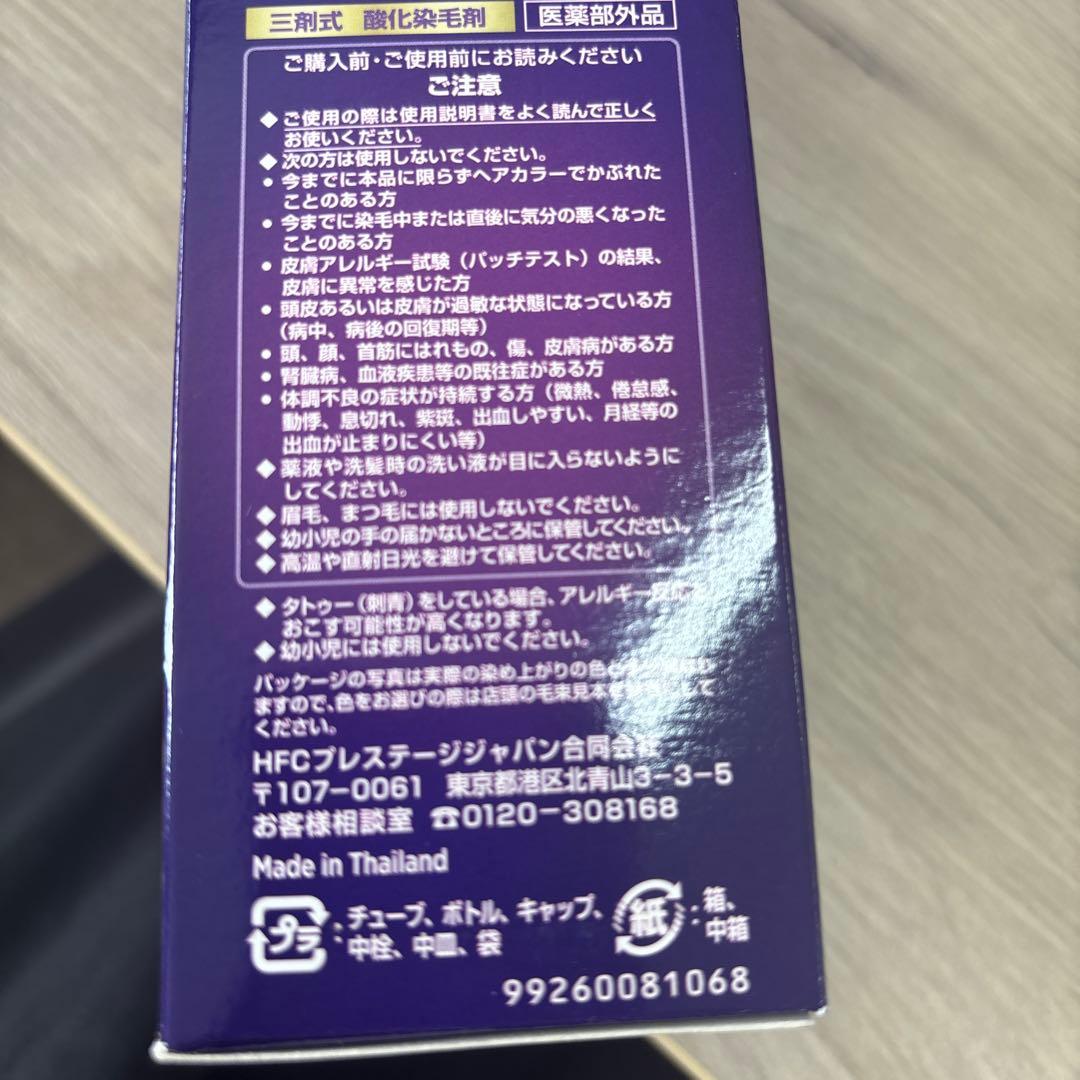 三剤式 酸化染毛剤 医薬部外品
ご購入前・ご使用前にお読みください
ご注意
◆ご使用の際は使用説明書をよく読んで正しく
お使いください。
◆次の方は使用しないでください。
• 今までに本品に限らずヘアカラーでかぶれた
ことのある方
• 今までに染毛中または直後に気分の悪くなった
ことのある方
• 皮膚アレルギー試験（パッチテスト）の結果、
皮膚に異常を感じた方
• 頭皮あるいは皮膚が過敏な状態になっている方
（病中、病後の回復期等）
• 頭、顔、首筋にはれもの、傷、皮膚病がある方
• 腎臓病、血液疾患等の既往症がある方
• 体調不良の症状が持続する方（微熱、倦怠感、
動悸、息切れ、紫斑、出血しやすい、月経等の
出血が止まりにくい等）
◆薬液や洗髪時の洗い液が目に入らないように
してください。
◆眉毛、まつ毛には使用しないでください。
◆幼小児の手の届かないところに保管してください。
◆高温や直射日光を避けて保管してください。
◆タトゥー（刺青）をしている場合、アレルギー反応
おこす可能性が高くなります。
◆幼小児には使用しないでください。
パッケージの写真は実際の染め上がりの色と
ますので、色をお選びの際は店頭の毛束見本を して
ください。
HFCプレステージジャパン合同会社
〒107-0061 東京都港区北青山3-3-5
お客様相談室 ☎0120-308168
Made in Thailand
プラ : チューブ、ボトル、キャップ、 紙 : 箱、
中栓、中皿、袋 中箱
99260081068